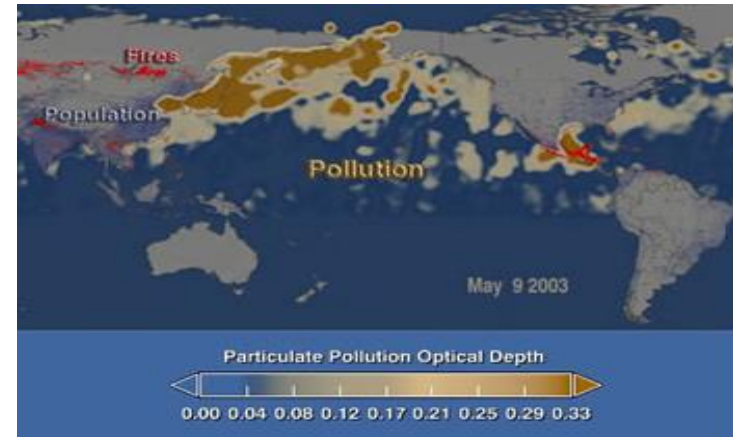 Fires
Population
Pollution
May 9 2003
Particulate Pollution Optical Depth
0.00 0.04 0.08 0.12 0.17 0.21 0.25 0.29 0.33